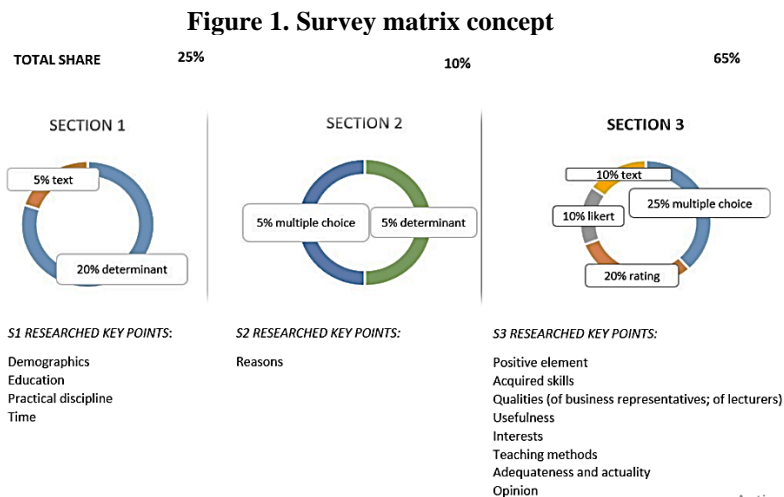 Figure 1. Survey matrix concept
TOTAL SHARE 25% 10% 65%
SECTION 1
5% text
20% determinant
S1 RESEARCHED KEY POINTS:
Demographics
Education
Practical discipline
Time
SECTION 2
5% multiple choice
5% determinant
S2 RESEARCHED KEY POINTS:
Reasons
SECTION 3
10% text
25% multiple choice
10% likert
20% rating
S3 RESEARCHED KEY POINTS:
Positive element
Acquired skills
Qualities (of business representatives; of lecturers)
Usefulness
Interests
Teaching methods
Adequateness and actuality
Opinion